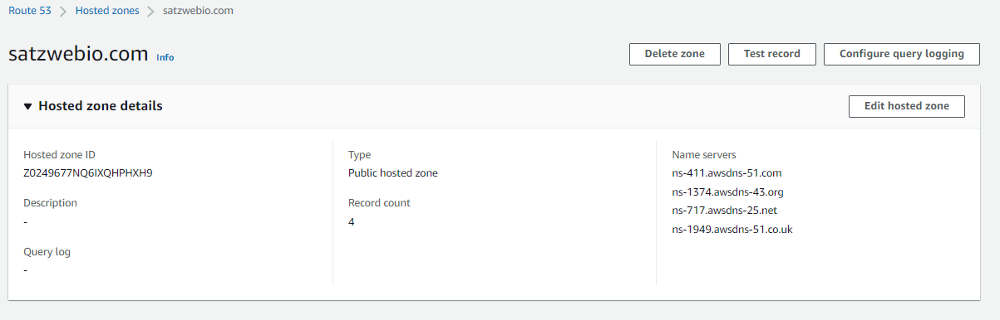 Route 53 > Hosted zones > satzwebio.com
satzwebio.com Info
Delete zone
Test record
Configure query logging
Hosted zone details
Edit hosted zone
Hosted zone ID
Z0249677NQ6IXQHPHXH9
Description
-
Query log
-
Type
Public hosted zone
Record count
4
Name servers
ns-411.awsdns-51.com
ns-1374.awsdns-43.org
ns-717.awsdns-25.net
ns-1949.awsdns-51.co.uk